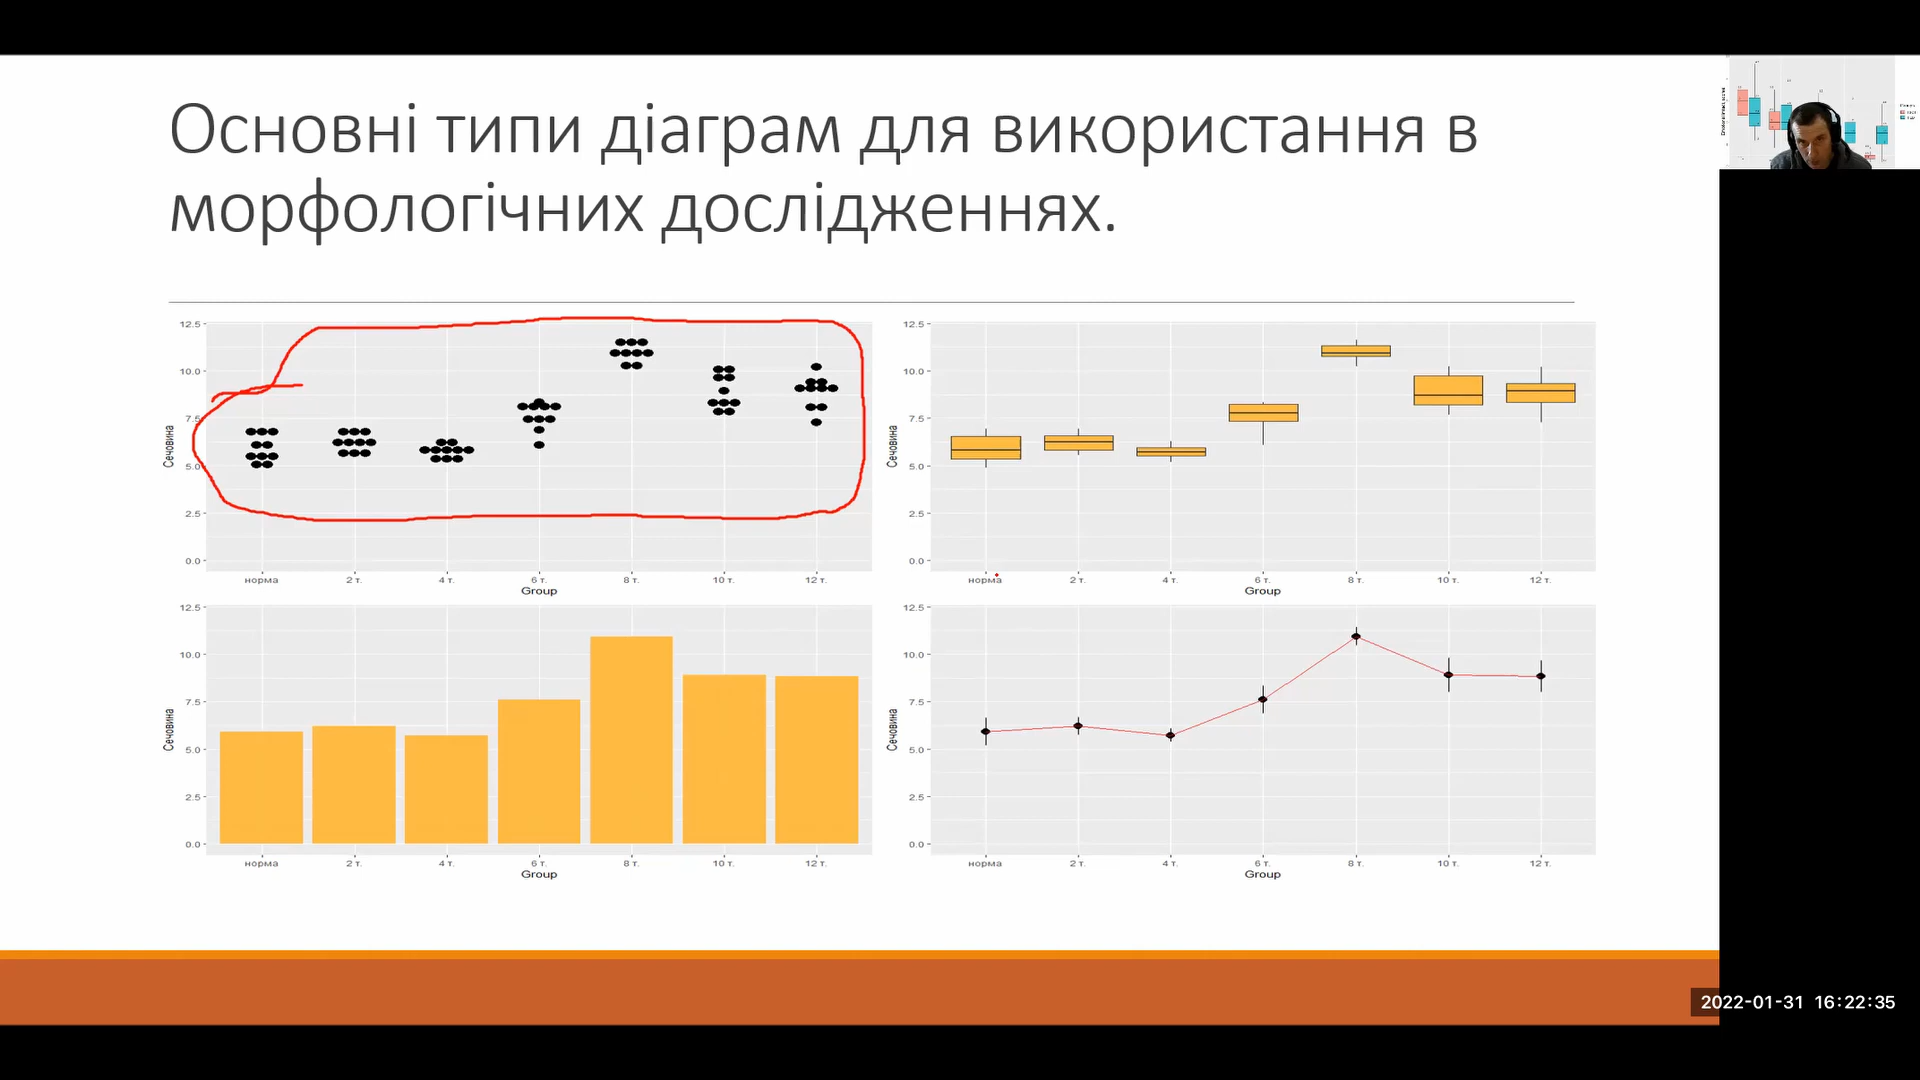 Основні типи діаграм для використання в
морфологічних дослідженнях.
12.5
10.0
7.5
5.0
2.5
0.0
Сечовина
норма 2 т. 4 т. 6 т. 8 т. 10 т. 12 т.
Group
12.5
10.0
7.5
5.0
2.5
0.0
Сечовина
норма 2 т. 4 т. 6 т. 8 т. 10 т. 12 т.
Group
12.5
10.0
7.5
5.0
2.5
0.0
Сечовина
норма 2 т. 4 т. 6 т. 8 т. 10 т. 12 т.
Group
12.5
10.0
7.5
5.0
2.5
0.0
Сечовина
норма 2 т. 4 т. 6 т. 8 т. 10 т. 12 т.
Group
2022-01-31 16:22:35